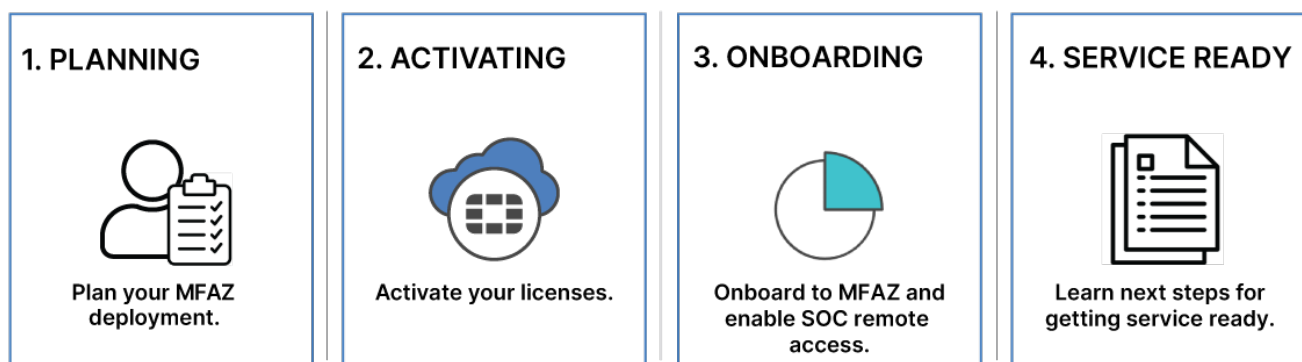 1. PLANNING
Plan your MFAZ
deployment.
2. ACTIVATING
Activate your licenses.
3. ONBOARDING
Onboard to MFAZ and
enable SOC remote
access.
4. SERVICE READY
Learn next steps for
getting service ready.